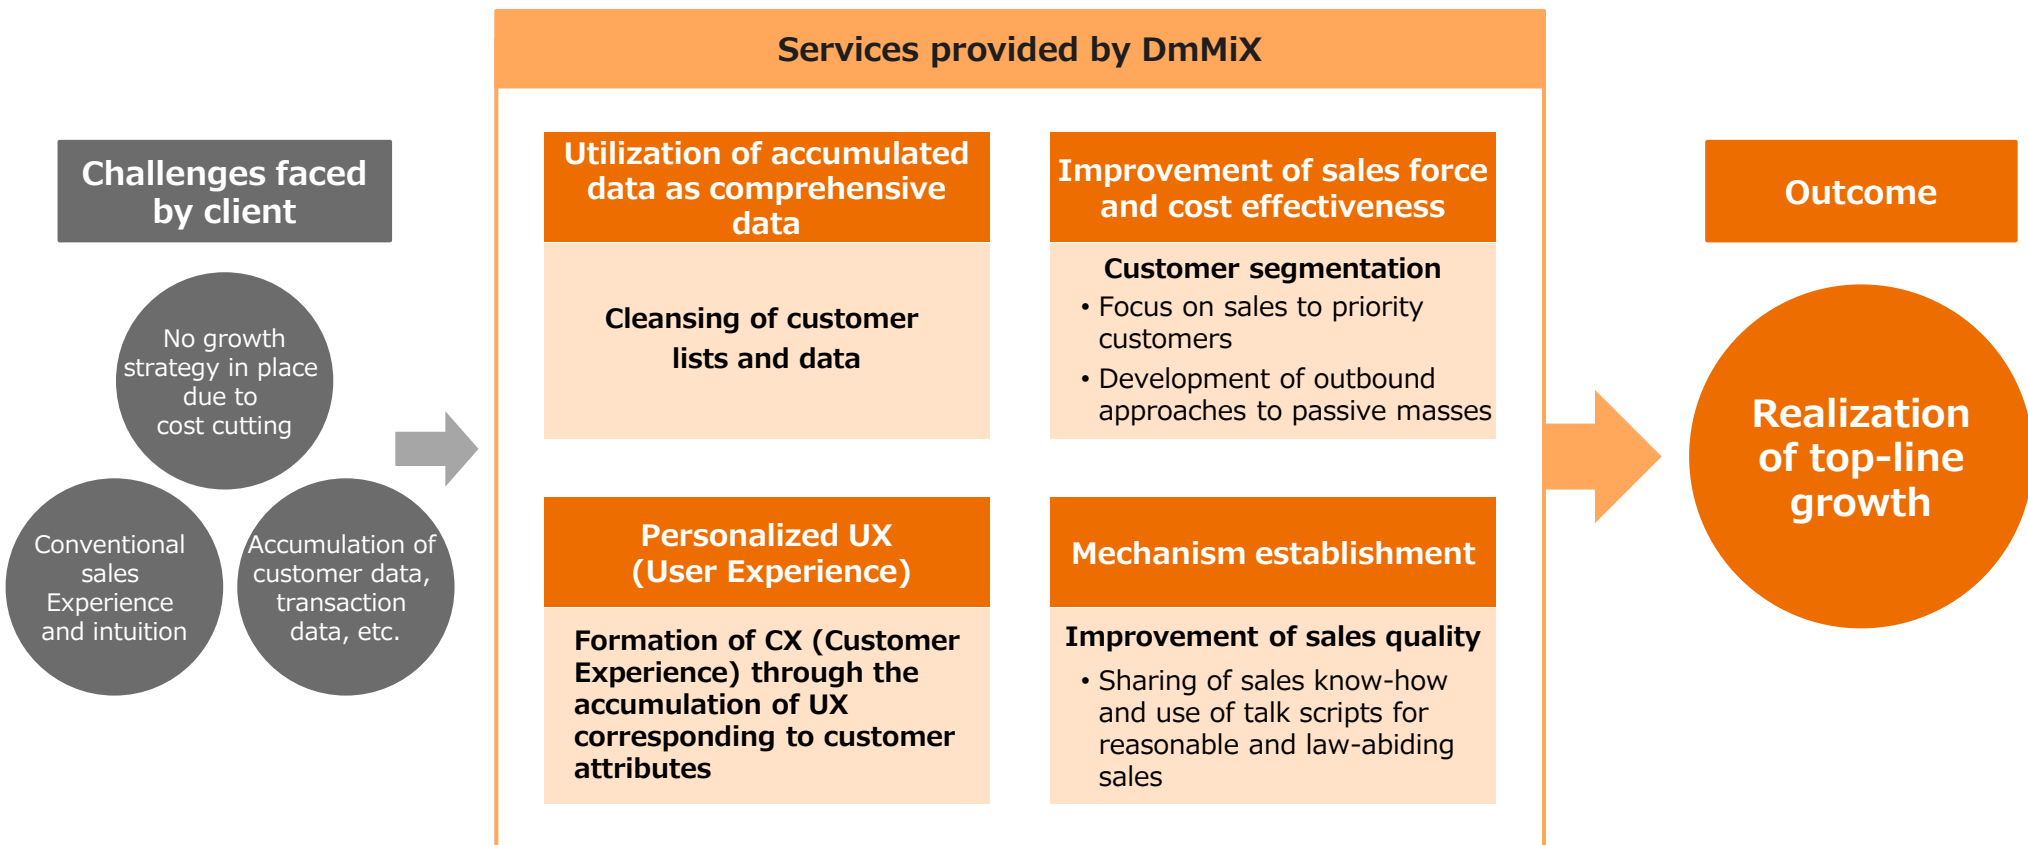 Services provided by DmMiX
Challenges faced
by client
No growth
strategy in place
due to
cost cutting
Conventional
sales
Experience
and intuition
Accumulation of
customer data,
transaction
data, etc.
Utilization of accumulated
data as comprehensive
data
Cleansing of customer
lists and data
Improvement of sales force
and cost effectiveness
Customer segmentation
• Focus on sales to priority
customers
• Development of outbound
approaches to passive masses
Personalized UX
(User Experience)
Formation of CX (Customer
Experience) through the
accumulation of UX
corresponding to customer
attributes
Mechanism establishment
Improvement of sales quality
• Sharing of sales know-how
and use of talk scripts for
reasonable and law-abiding
sales
Outcome
Realization
of top-line
growth